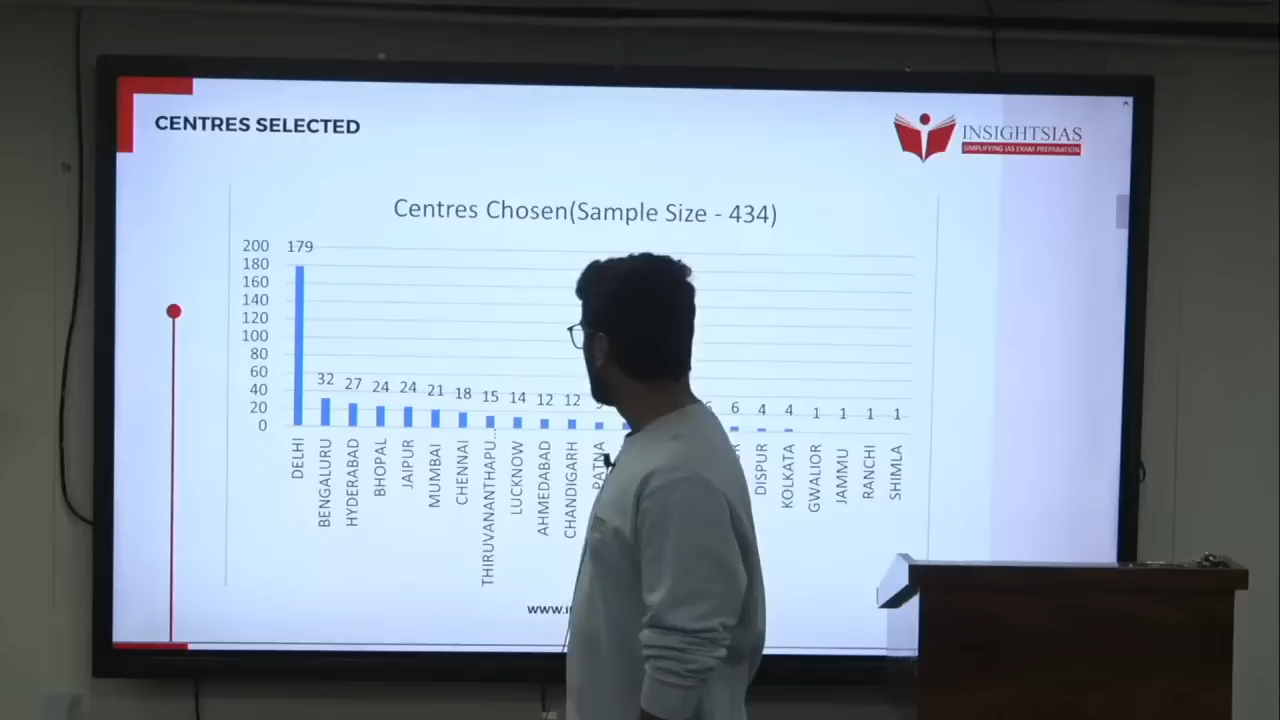 CENTRES SELECTED
INSIGHTSIAS
SIMPLIFYING IAS EXAM PREPARATION
Centres Chosen(Sample Size - 434)
200
180
160
140
120
100
80
60
40
20
0
179 32 27 24 24 21 18 15 14 12 12 6 4 4 1 1 1 1
DELHI
BENGALURU
HYDERABAD
BHOPAL
JAIPUR
MUMBAI
CHENNAI
THIRUVANANTHAPU...
LUCKNOW
AHMEDABAD
CHANDIGARH
PATNA
DISPUR
KOLKATA
GWALIOR
JAMMU
RANCHI
SHIMLA